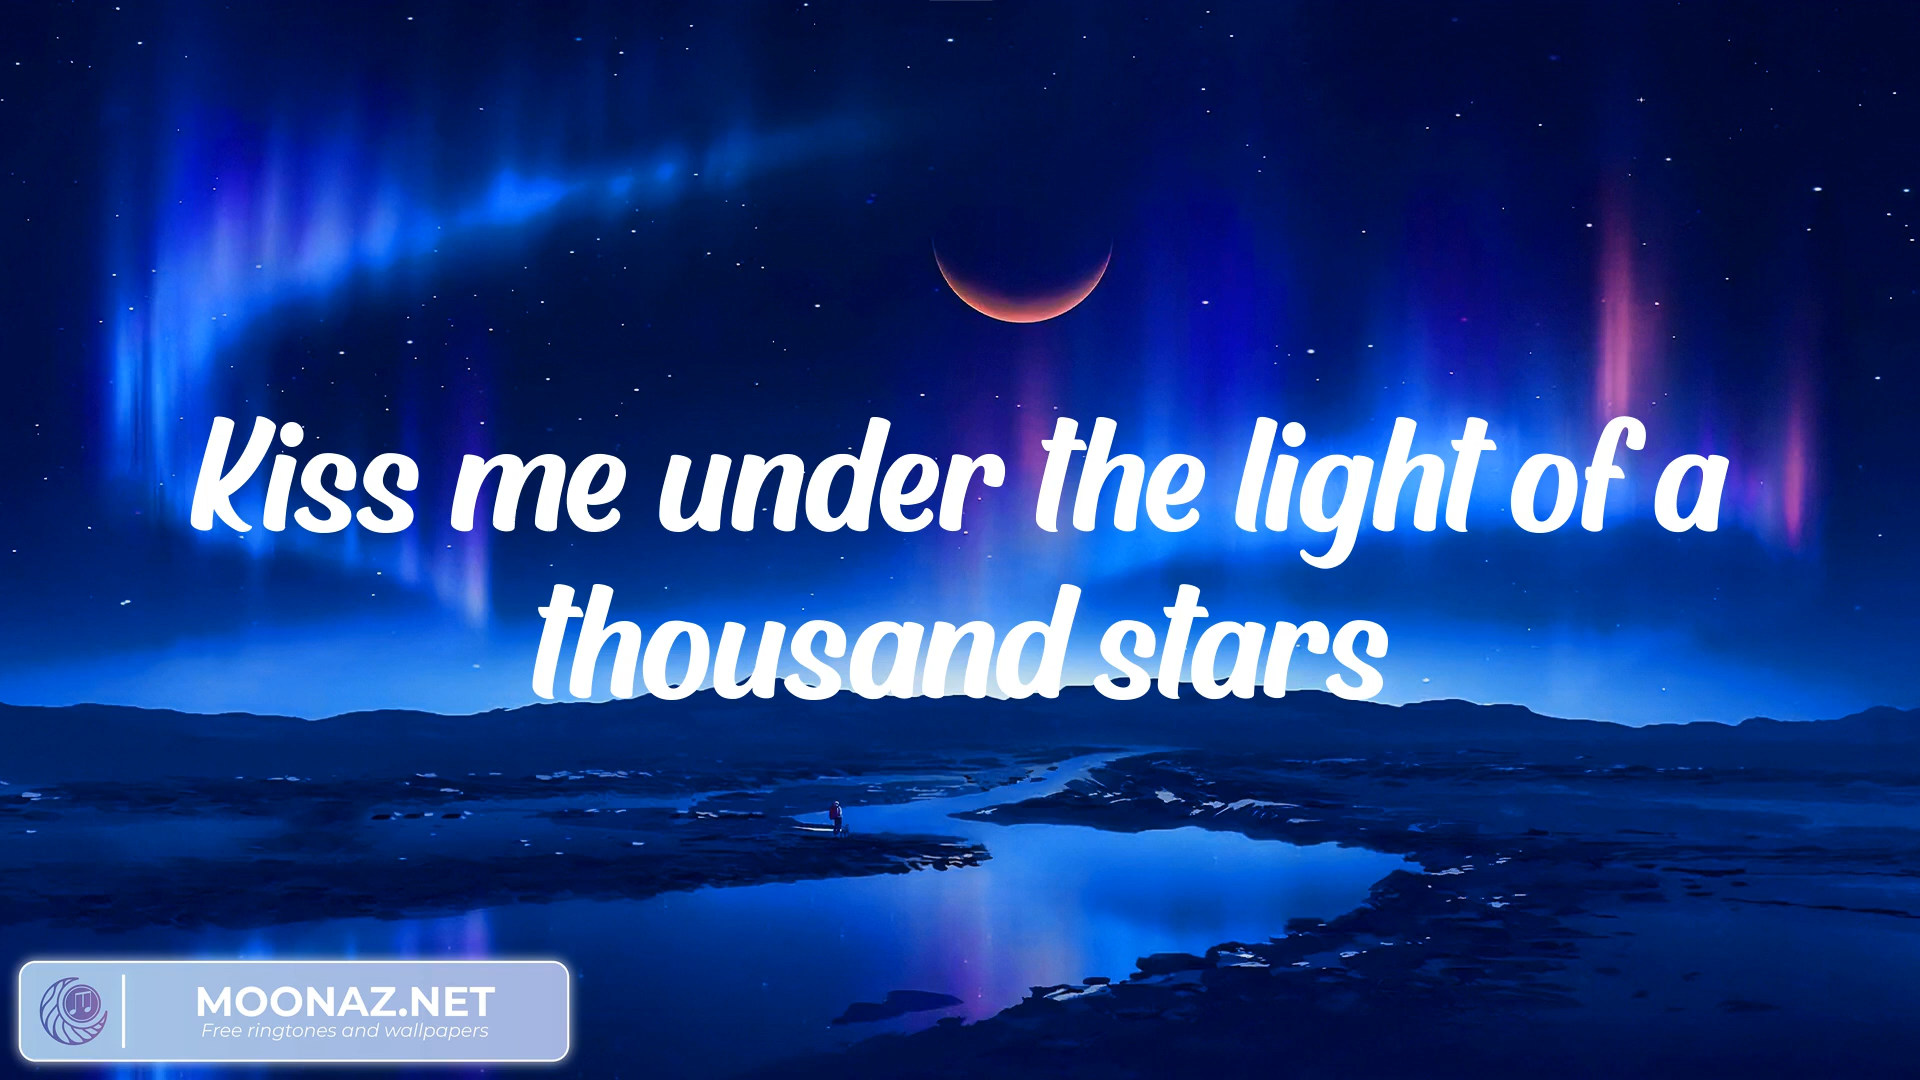 Kiss me under the light of a
thousand stars
MOONAZ.NET
Free ringtones and wallpapers